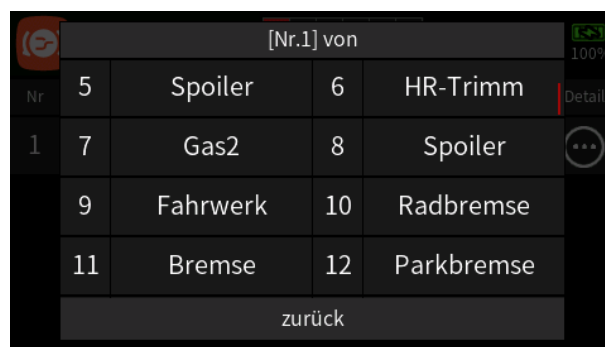 [Nr.1] von
100%
Nr
5 Spoiler 6 HR-Trimm
Detail
1
7 Gas2 8 Spoiler
9 Fahrwerk 10 Radbremse
11 Bremse 12 Parkbremse
zurück